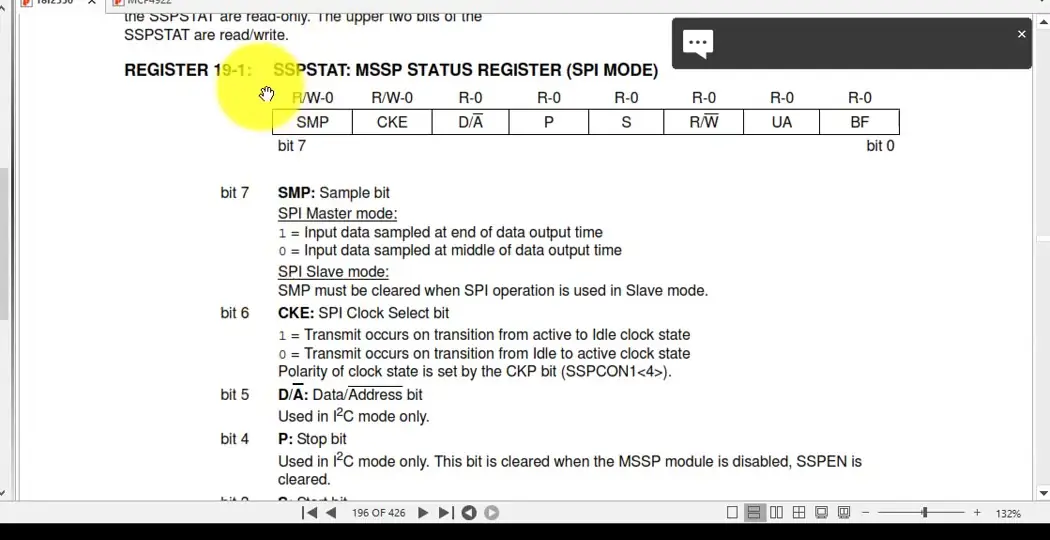 18f2550 MCP4922
the SSPSTAT are read-only. The upper two bits of the
SSPSTAT are read/write.
REGISTER 19-1: SSPSTAT: MSSP STATUS REGISTER (SPI MODE)
R/W-0 R/W-0 R-0 R-0 R-0 R-0 R-0 R-0
SMP CKE D/A̅ P S R/W̅ UA BF
bit 7 bit 0
bit 7 SMP: Sample bit
SPI Master mode:
1 = Input data sampled at end of data output time
0 = Input data sampled at middle of data output time
SPI Slave mode:
SMP must be cleared when SPI operation is used in Slave mode.
bit 6 CKE: SPI Clock Select bit
1 = Transmit occurs on transition from active to Idle clock state
0 = Transmit occurs on transition from Idle to active clock state
Polarity of clock state is set by the CKP bit (SSPCON1<4>).
bit 5 D/A̅: Data/A̅d̅d̅r̅e̅s̅s̅ bit
Used in I²C mode only.
bit 4 P: Stop bit
Used in I²C mode only. This bit is cleared when the MSSP module is disabled, SSPEN is
cleared.
S: Start bit
196 OF 426
132%